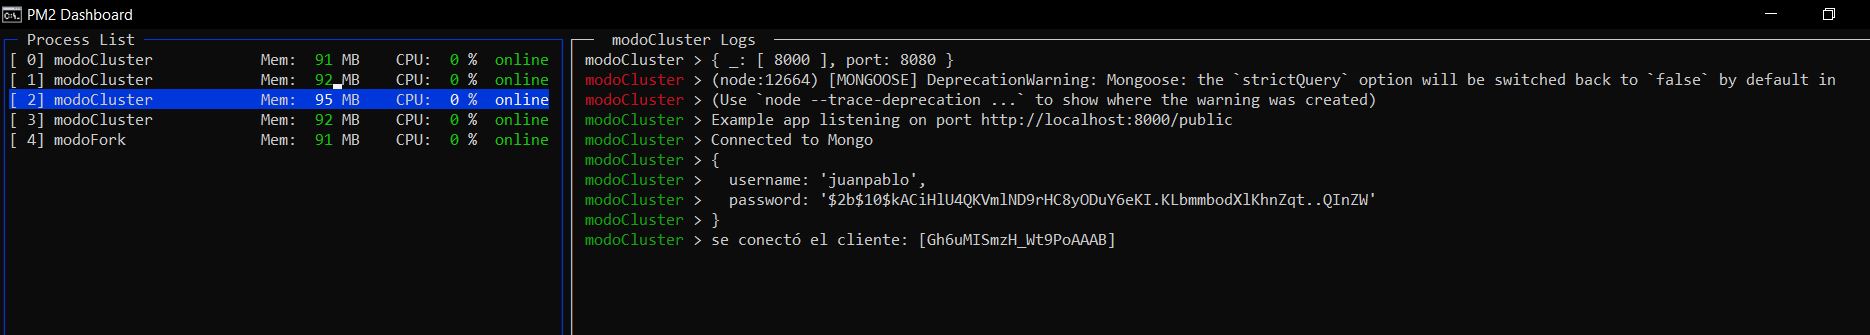 PM2 Dashboard
Process List
[ 0] modoCluster Mem: 91 MB CPU: 0 % online
[ 1] modoCluster Mem: 92 MB CPU: 0 % online
[ 2] modoCluster Mem: 95 MB CPU: 0 % online
[ 3] modoCluster Mem: 92 MB CPU: 0 % online
[ 4] modoFork Mem: 91 MB CPU: 0 % online
modoCluster Logs
modoCluster > { _: [ 8000 ], port: 8080 }
modoCluster > (node:12664) [MONGOOSE] DeprecationWarning: Mongoose: the `strictQuery` option will be switched back to `false` by default in
modoCluster > (Use `node --trace-deprecation ...` to show where the warning was created)
modoCluster > Example app listening on port http://localhost:8000/public
modoCluster > Connected to Mongo
modoCluster > {
modoCluster >   username: 'juanpablo',
modoCluster >   password: '$2b$10$kACiHlU4QKVmlND9rHC8yODuY6eKI.KLbmmbodXlKhnZqt..QInZW'
modoCluster > }
modoCluster > se conectó el cliente: [Gh6uMISmzH_Wt9PoAAAB]